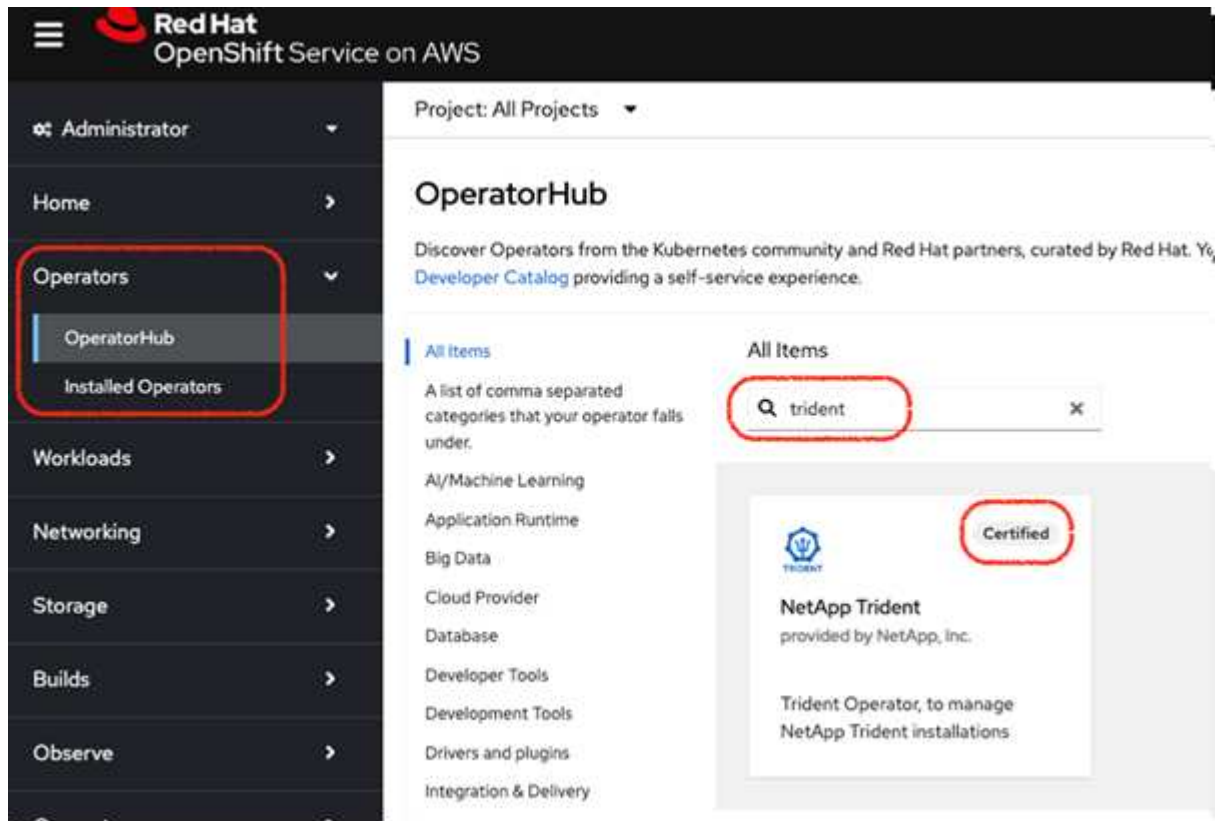 Red Hat
OpenShift Service on AWS
Administrator
Home
Operators
OperatorHub
Installed Operators
Workloads
Networking
Storage
Builds
Observe
Project: All Projects
OperatorHub
Discover Operators from the Kubernetes community and Red Hat partners, curated by Red Hat.
Developer Catalog providing a self-service experience.
All Items
A list of comma separated
categories that your operator falls
under.
AI/Machine Learning
Application Runtime
Big Data
Cloud Provider
Database
Developer Tools
Development Tools
Drivers and plugins
Integration & Delivery
All Items
trident
Certified
TRIDENT
NetApp Trident
provided by NetApp, Inc.
Trident Operator, to manage
NetApp Trident installations